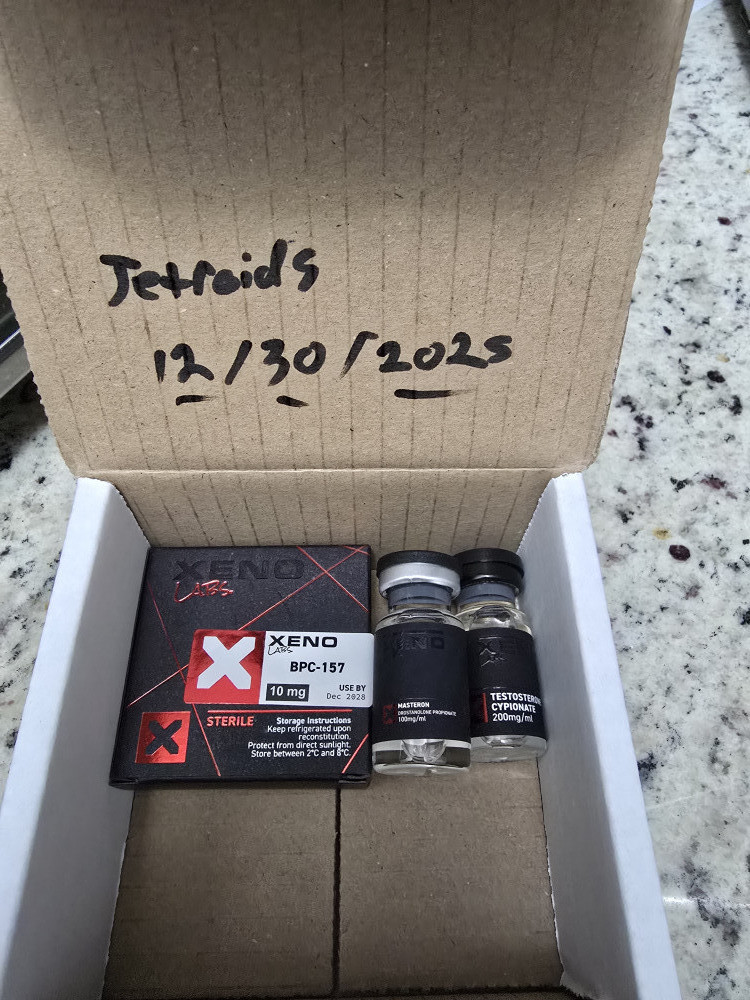 Jetroids
12/30/2025
XENO
LABS
XENO
LABS
BPC-157
10 mg
USE BY
Dec 2028
STERILE
Storage Instructions
Keep refrigerated upon
reconstitution.
Protect from direct sunlight.
Store between 2°C and 8°C.
XENO
MASTERON
DROSTANOLONE PROPIONATE
100mg/ml
TESTOSTERONE
CYPIONATE
200mg/ml